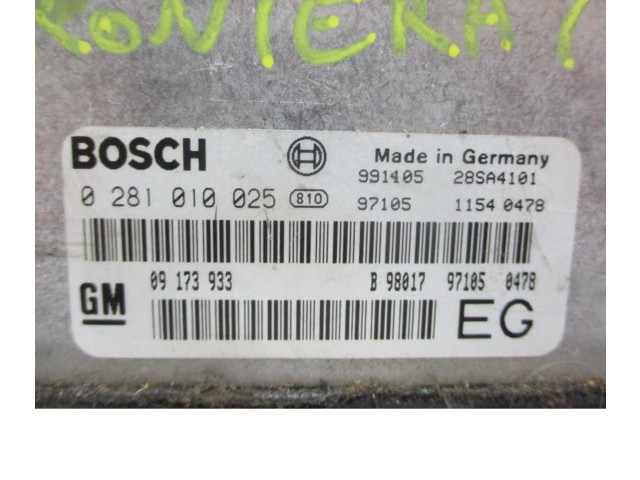 RONTERA
BOSCH
Made in Germany
0 281 010 025 810
991405 28SA4101
97105 1154 0478
GM
09 173 933
B 98017 97105 0478
EG